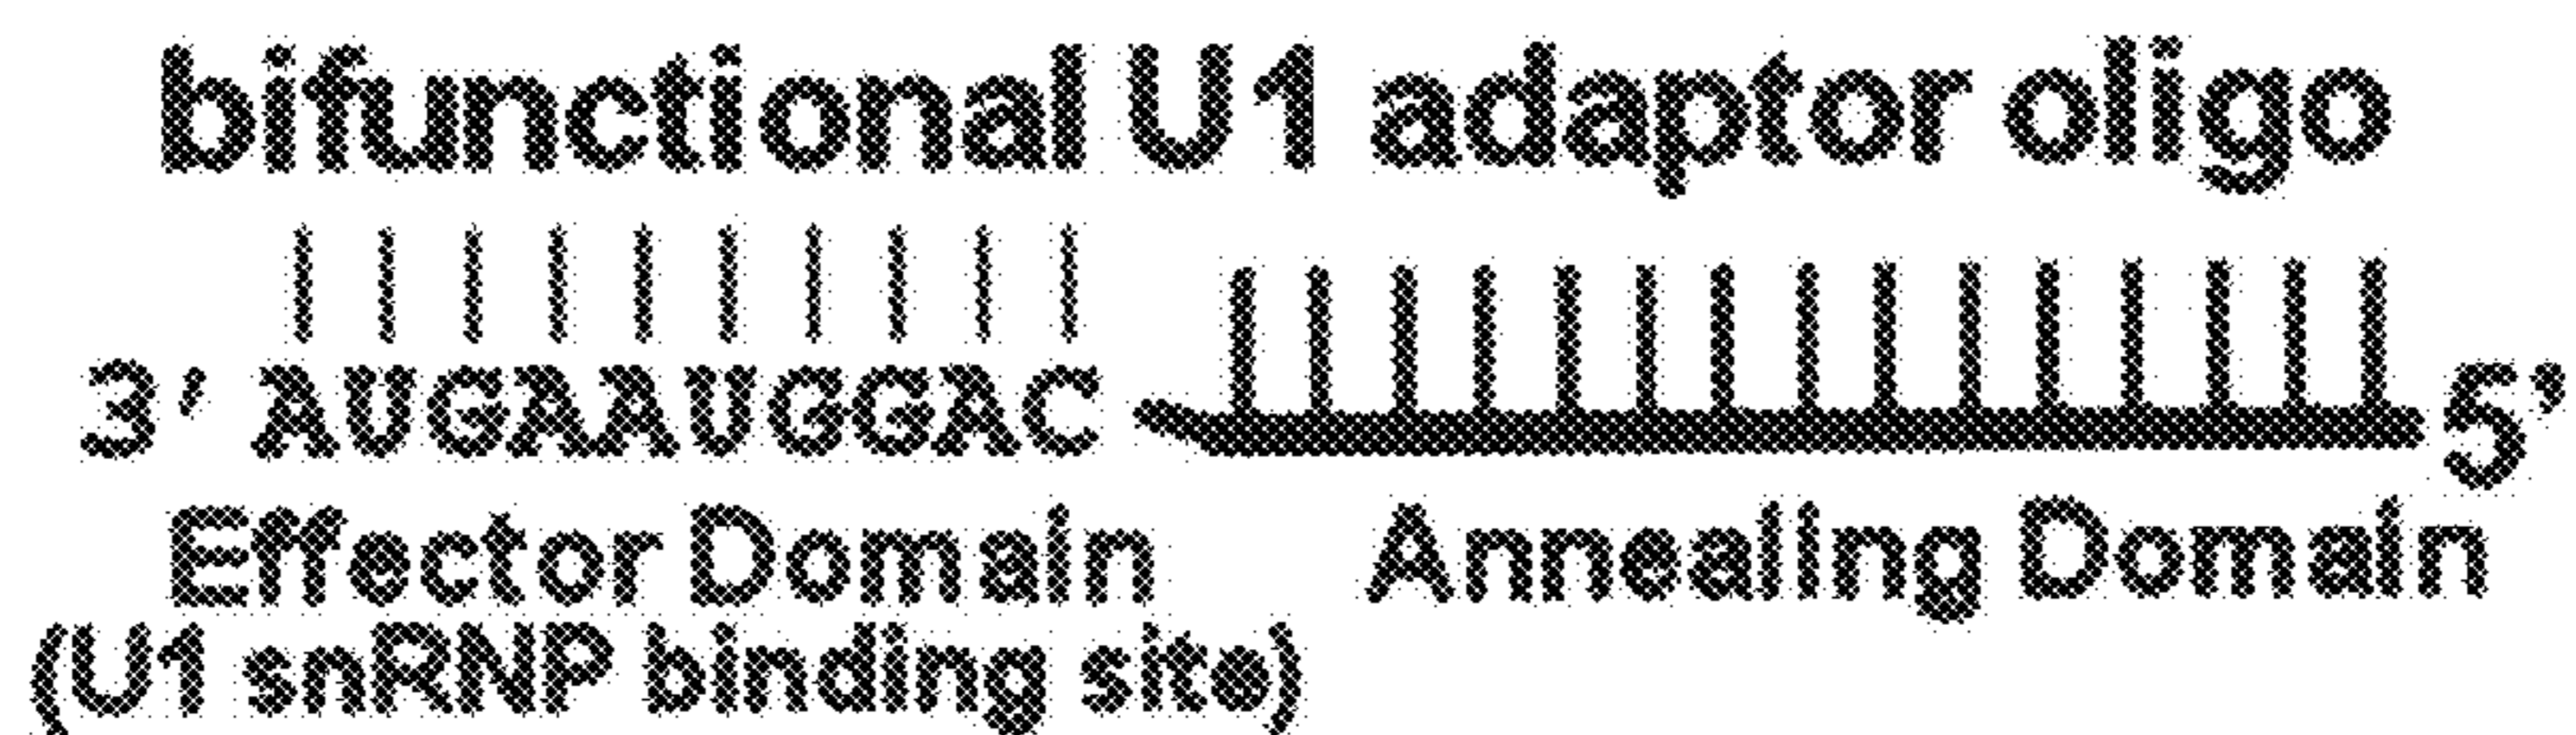 bifunctional U1 adaptor oligo
3' AUGAAUGGAC 5'
Effector Domain Annealing Domain
(U1 snRNP binding site)